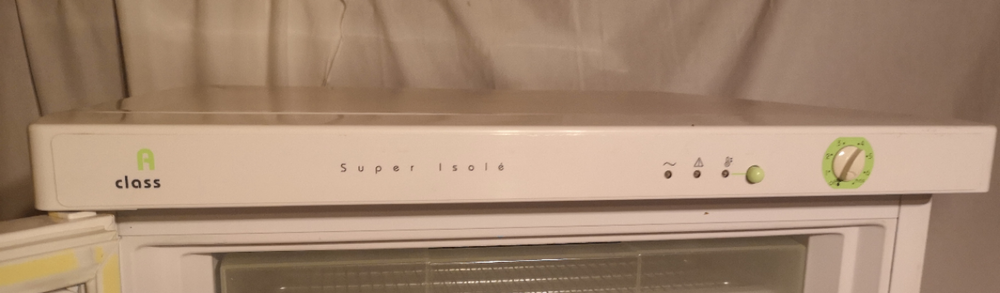 A
class
Super Isolé